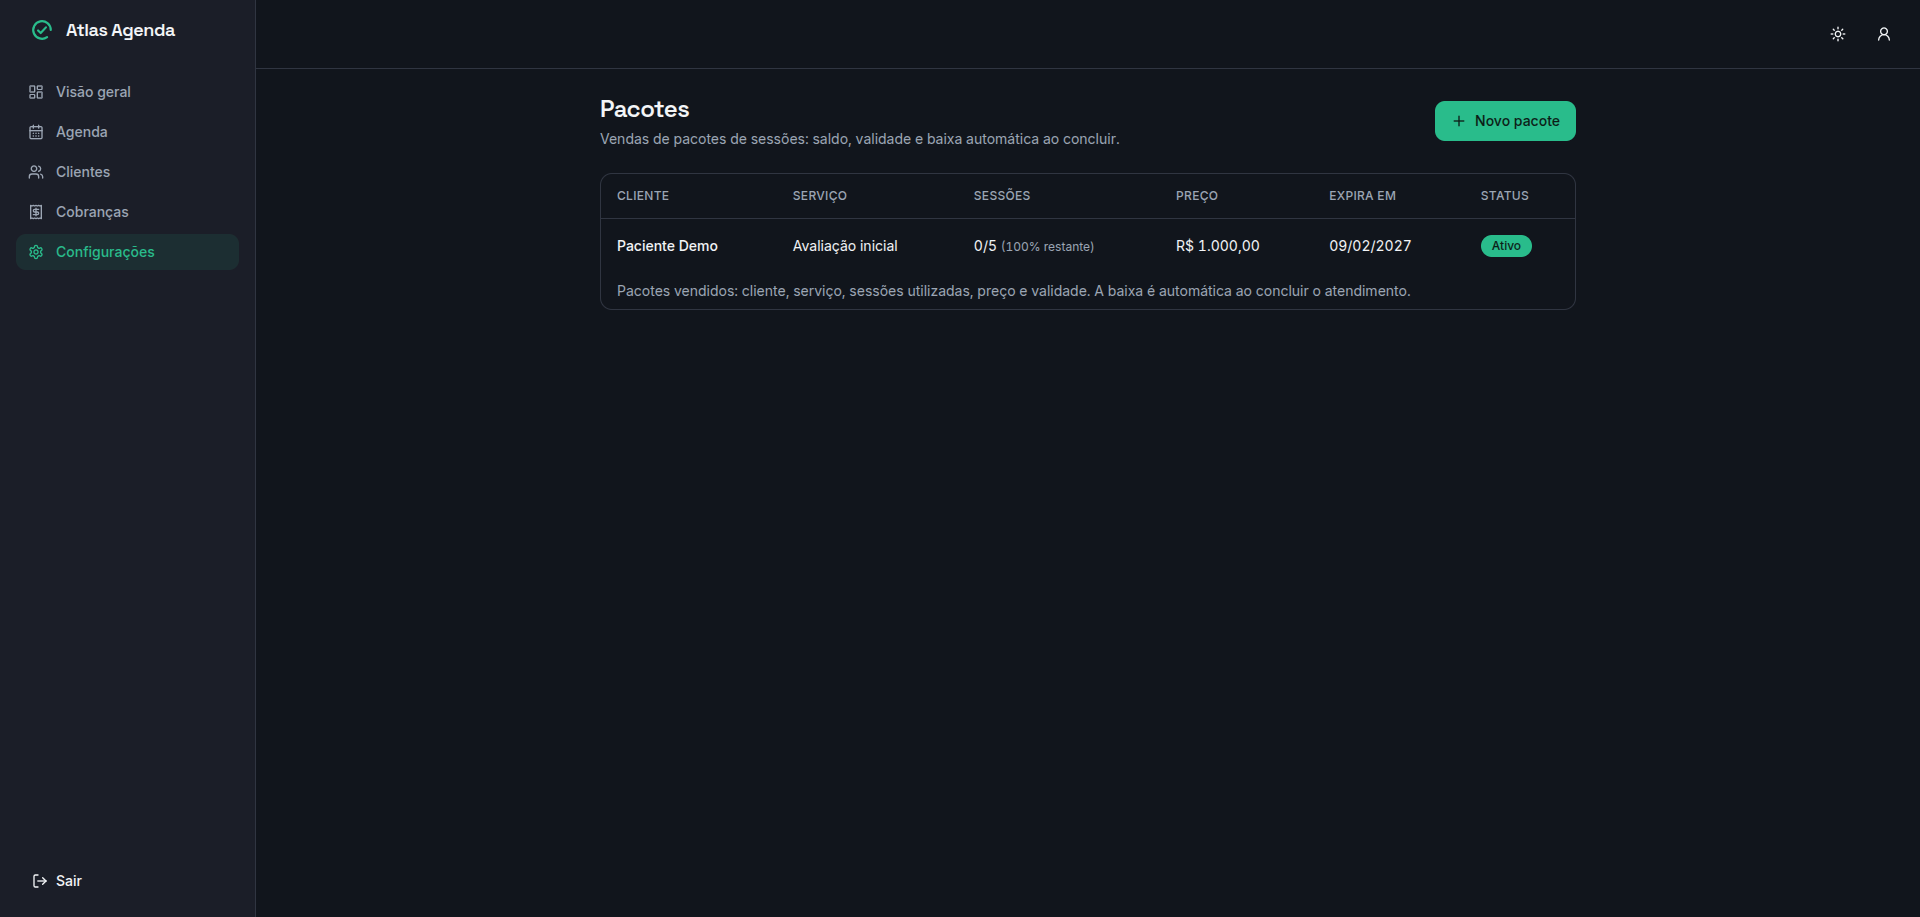 Atlas Agenda
Visão geral
Agenda
Clientes
Cobranças
Configurações
Sair
Pacotes
Vendas de pacotes de sessões: saldo, validade e baixa automática ao concluir.
Novo pacote
CLIENTE SERVIÇO SESSÕES PREÇO EXPIRA EM STATUS
Paciente Demo Avaliação inicial 0/5 (100% restante) R$ 1.000,00 09/02/2027 Ativo
Pacotes vendidos: cliente, serviço, sessões utilizadas, preço e validade. A baixa é automática ao concluir o atendimento.